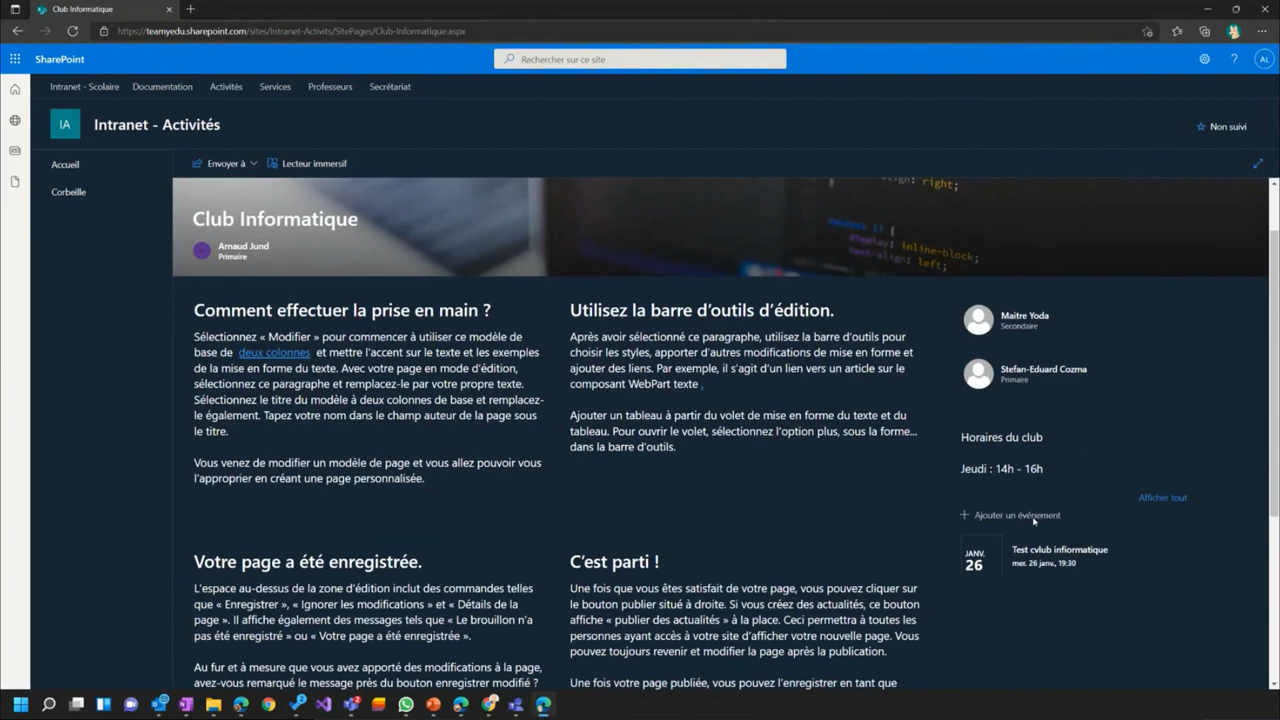 Club Informatique
https://teamyedu.sharepoint.com/sites/Intranet-Activits/SitePages/Club-Informatique.aspx
SharePoint
Rechercher sur ce site
AL
Intranet - Scolaire
Documentation
Activités
Services
Professeurs
Secrétariat
IA
Intranet - Activités
Non suivi
Accueil
Corbeille
Envoyer à
Lecteur immersif
right;
display: inline-block;
left;
Club Informatique
Arnaud Jund
Primaire
Comment effectuer la prise en main ?
Sélectionnez « Modifier » pour commencer à utiliser ce modèle de
base de deux colonnes et mettre l'accent sur le texte et les exemples
de la mise en forme du texte. Avec votre page en mode d'édition,
sélectionnez ce paragraphe et remplacez-le par votre propre texte.
Sélectionnez le titre du modèle à deux colonnes de base et remplacez-
le également. Tapez votre nom dans le champ auteur de la page sous
le titre.
Vous venez de modifier un modèle de page et vous allez pouvoir vous
l'approprier en créant une page personnalisée.
Utilisez la barre d'outils d'édition.
Après avoir sélectionné ce paragraphe, utilisez la barre d'outils pour
choisir les styles, apporter d'autres modifications de mise en forme et
ajouter des liens. Par exemple, il s'agit d'un lien vers un article sur le
composant WebPart texte .
Ajouter un tableau à partir du volet de mise en forme du texte et du
tableau. Pour ouvrir le volet, sélectionnez l'option plus, sous la forme...
dans la barre d'outils.
Maitre Yoda
Secondaire
Stefan-Eduard Cozma
Primaire
Horaires du club
Jeudi : 14h - 16h
Afficher tout
+ Ajouter un événement
JANV.
26
Test cvlub infiormatique
mer. 26 janv., 19:30
Votre page a été enregistrée.
L'espace au-dessus de la zone d'édition inclut des commandes telles
que « Enregistrer », « Ignorer les modifications » et « Détails de la
page ». Il affiche également des messages tels que « Le brouillon n'a
pas été enregistré » ou « Votre page a été enregistrée ».
Au fur et à mesure que vous avez apporté des modifications à la page,
avez-vous remarqué le message près du bouton enregistrer modifié ?
C'est parti !
Une fois que vous êtes satisfait de votre page, vous pouvez cliquer sur
le bouton publier situé à droite. Si vous créez des actualités, ce bouton
affiche « publier des actualités » à la place. Ceci permettra à toutes les
personnes ayant accès à votre site d'afficher votre nouvelle page. Vous
pouvez toujours revenir et modifier la page après la publication.
Une fois votre page publiée, vous pouvez l'enregistrer en tant que